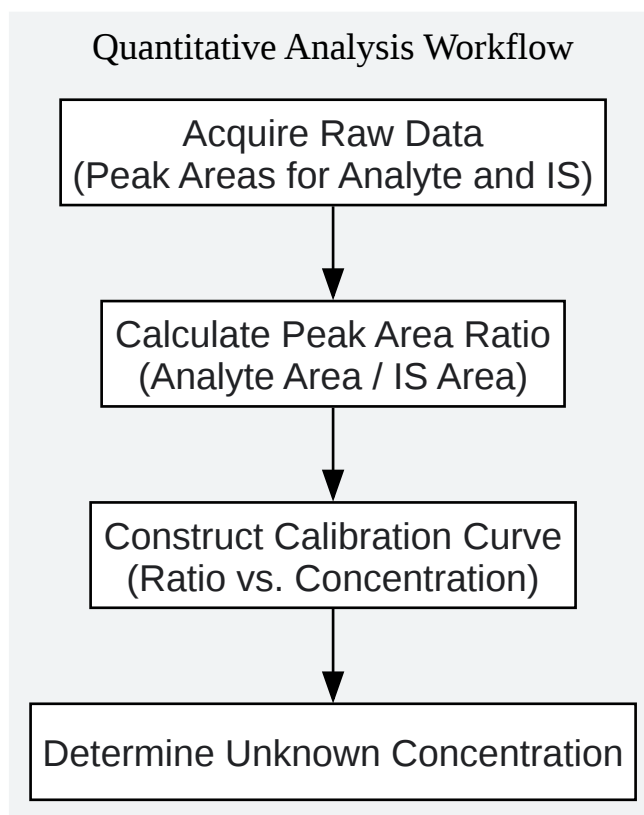 Quantitative Analysis Workflow
Acquire Raw Data
(Peak Areas for Analyte and IS)
Calculate Peak Area Ratio
(Analyte Area / IS Area)
Construct Calibration Curve
(Ratio vs. Concentration)
Determine Unknown Concentration